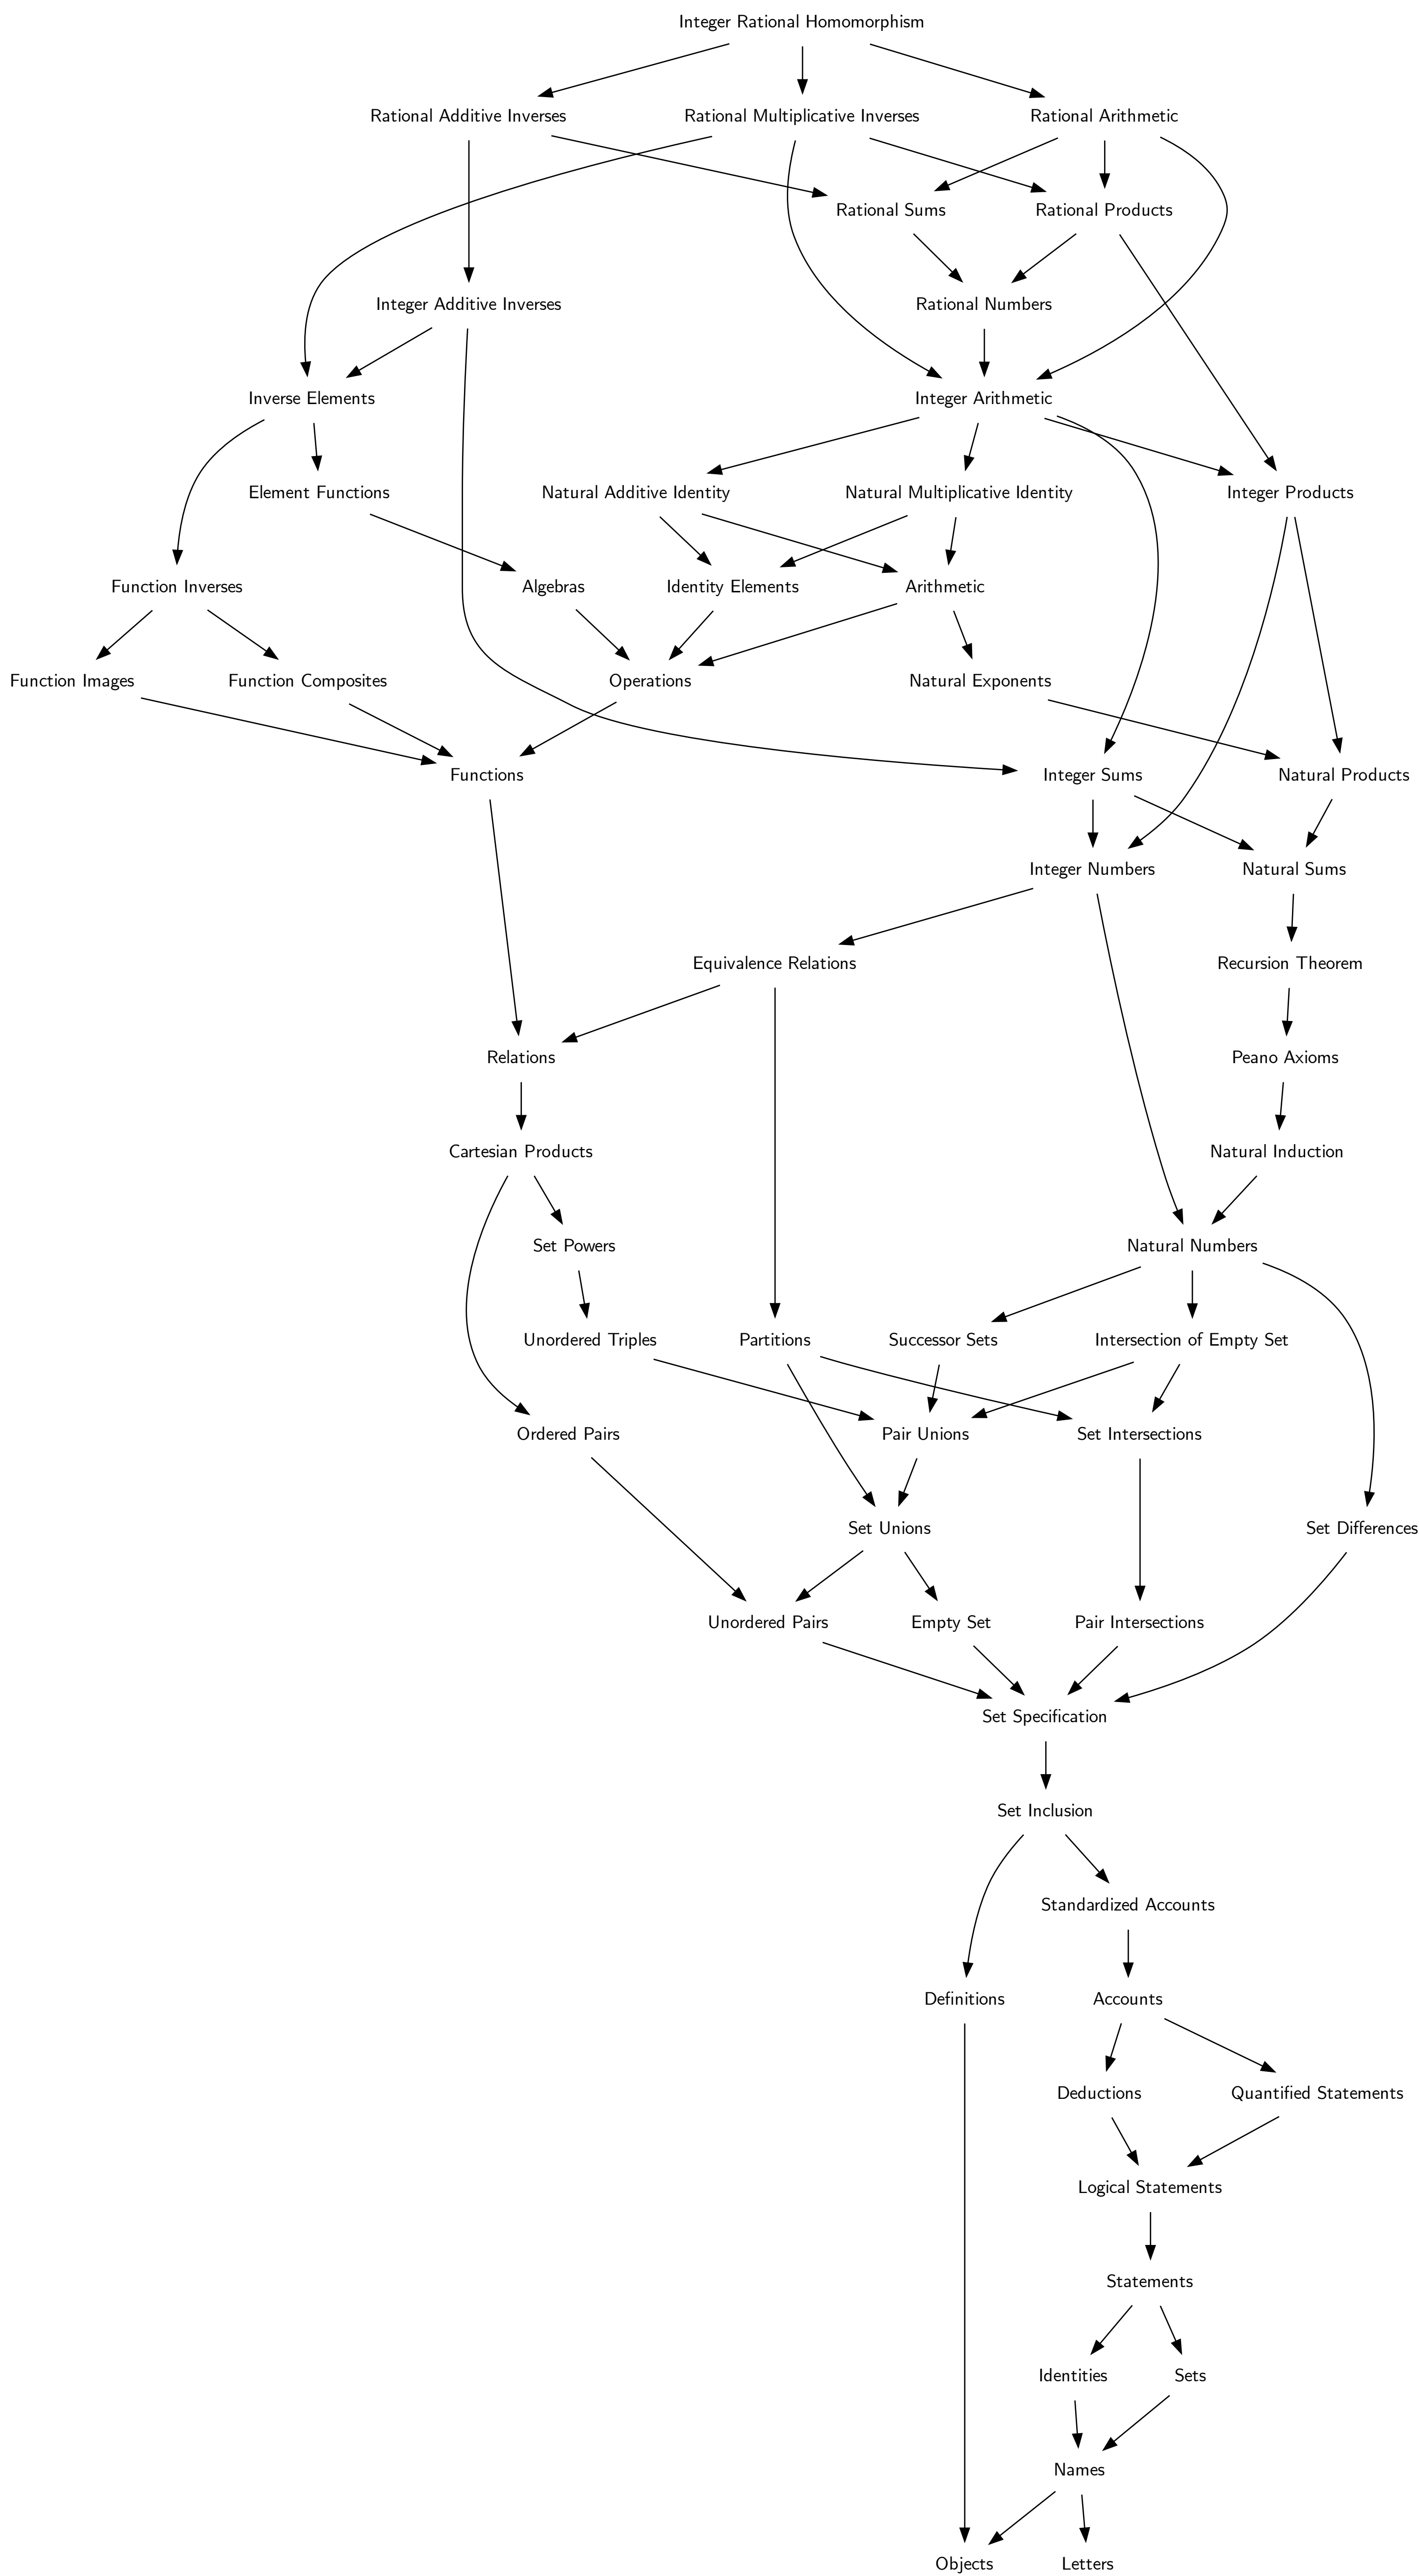 Integer Rational Homomorphism
Rational Additive Inverses
Rational Multiplicative Inverses
Rational Arithmetic
Rational Sums
Rational Products
Integer Additive Inverses
Rational Numbers
Inverse Elements
Integer Arithmetic
Element Functions
Natural Additive Identity
Natural Multiplicative Identity
Integer Products
Function Inverses
Algebras
Identity Elements
Arithmetic
Function Images
Function Composites
Operations
Natural Exponents
Functions
Integer Sums
Natural Products
Integer Numbers
Natural Sums
Equivalence Relations
Recursion Theorem
Relations
Peano Axioms
Cartesian Products
Natural Induction
Set Powers
Natural Numbers
Unordered Triples
Partitions
Successor Sets
Intersection of Empty Set
Ordered Pairs
Pair Unions
Set Intersections
Set Unions
Set Differences
Unordered Pairs
Empty Set
Pair Intersections
Set Specification
Set Inclusion
Standardized Accounts
Definitions
Accounts
Deductions
Quantified Statements
Logical Statements
Statements
Identities
Sets
Names
Objects
Letters